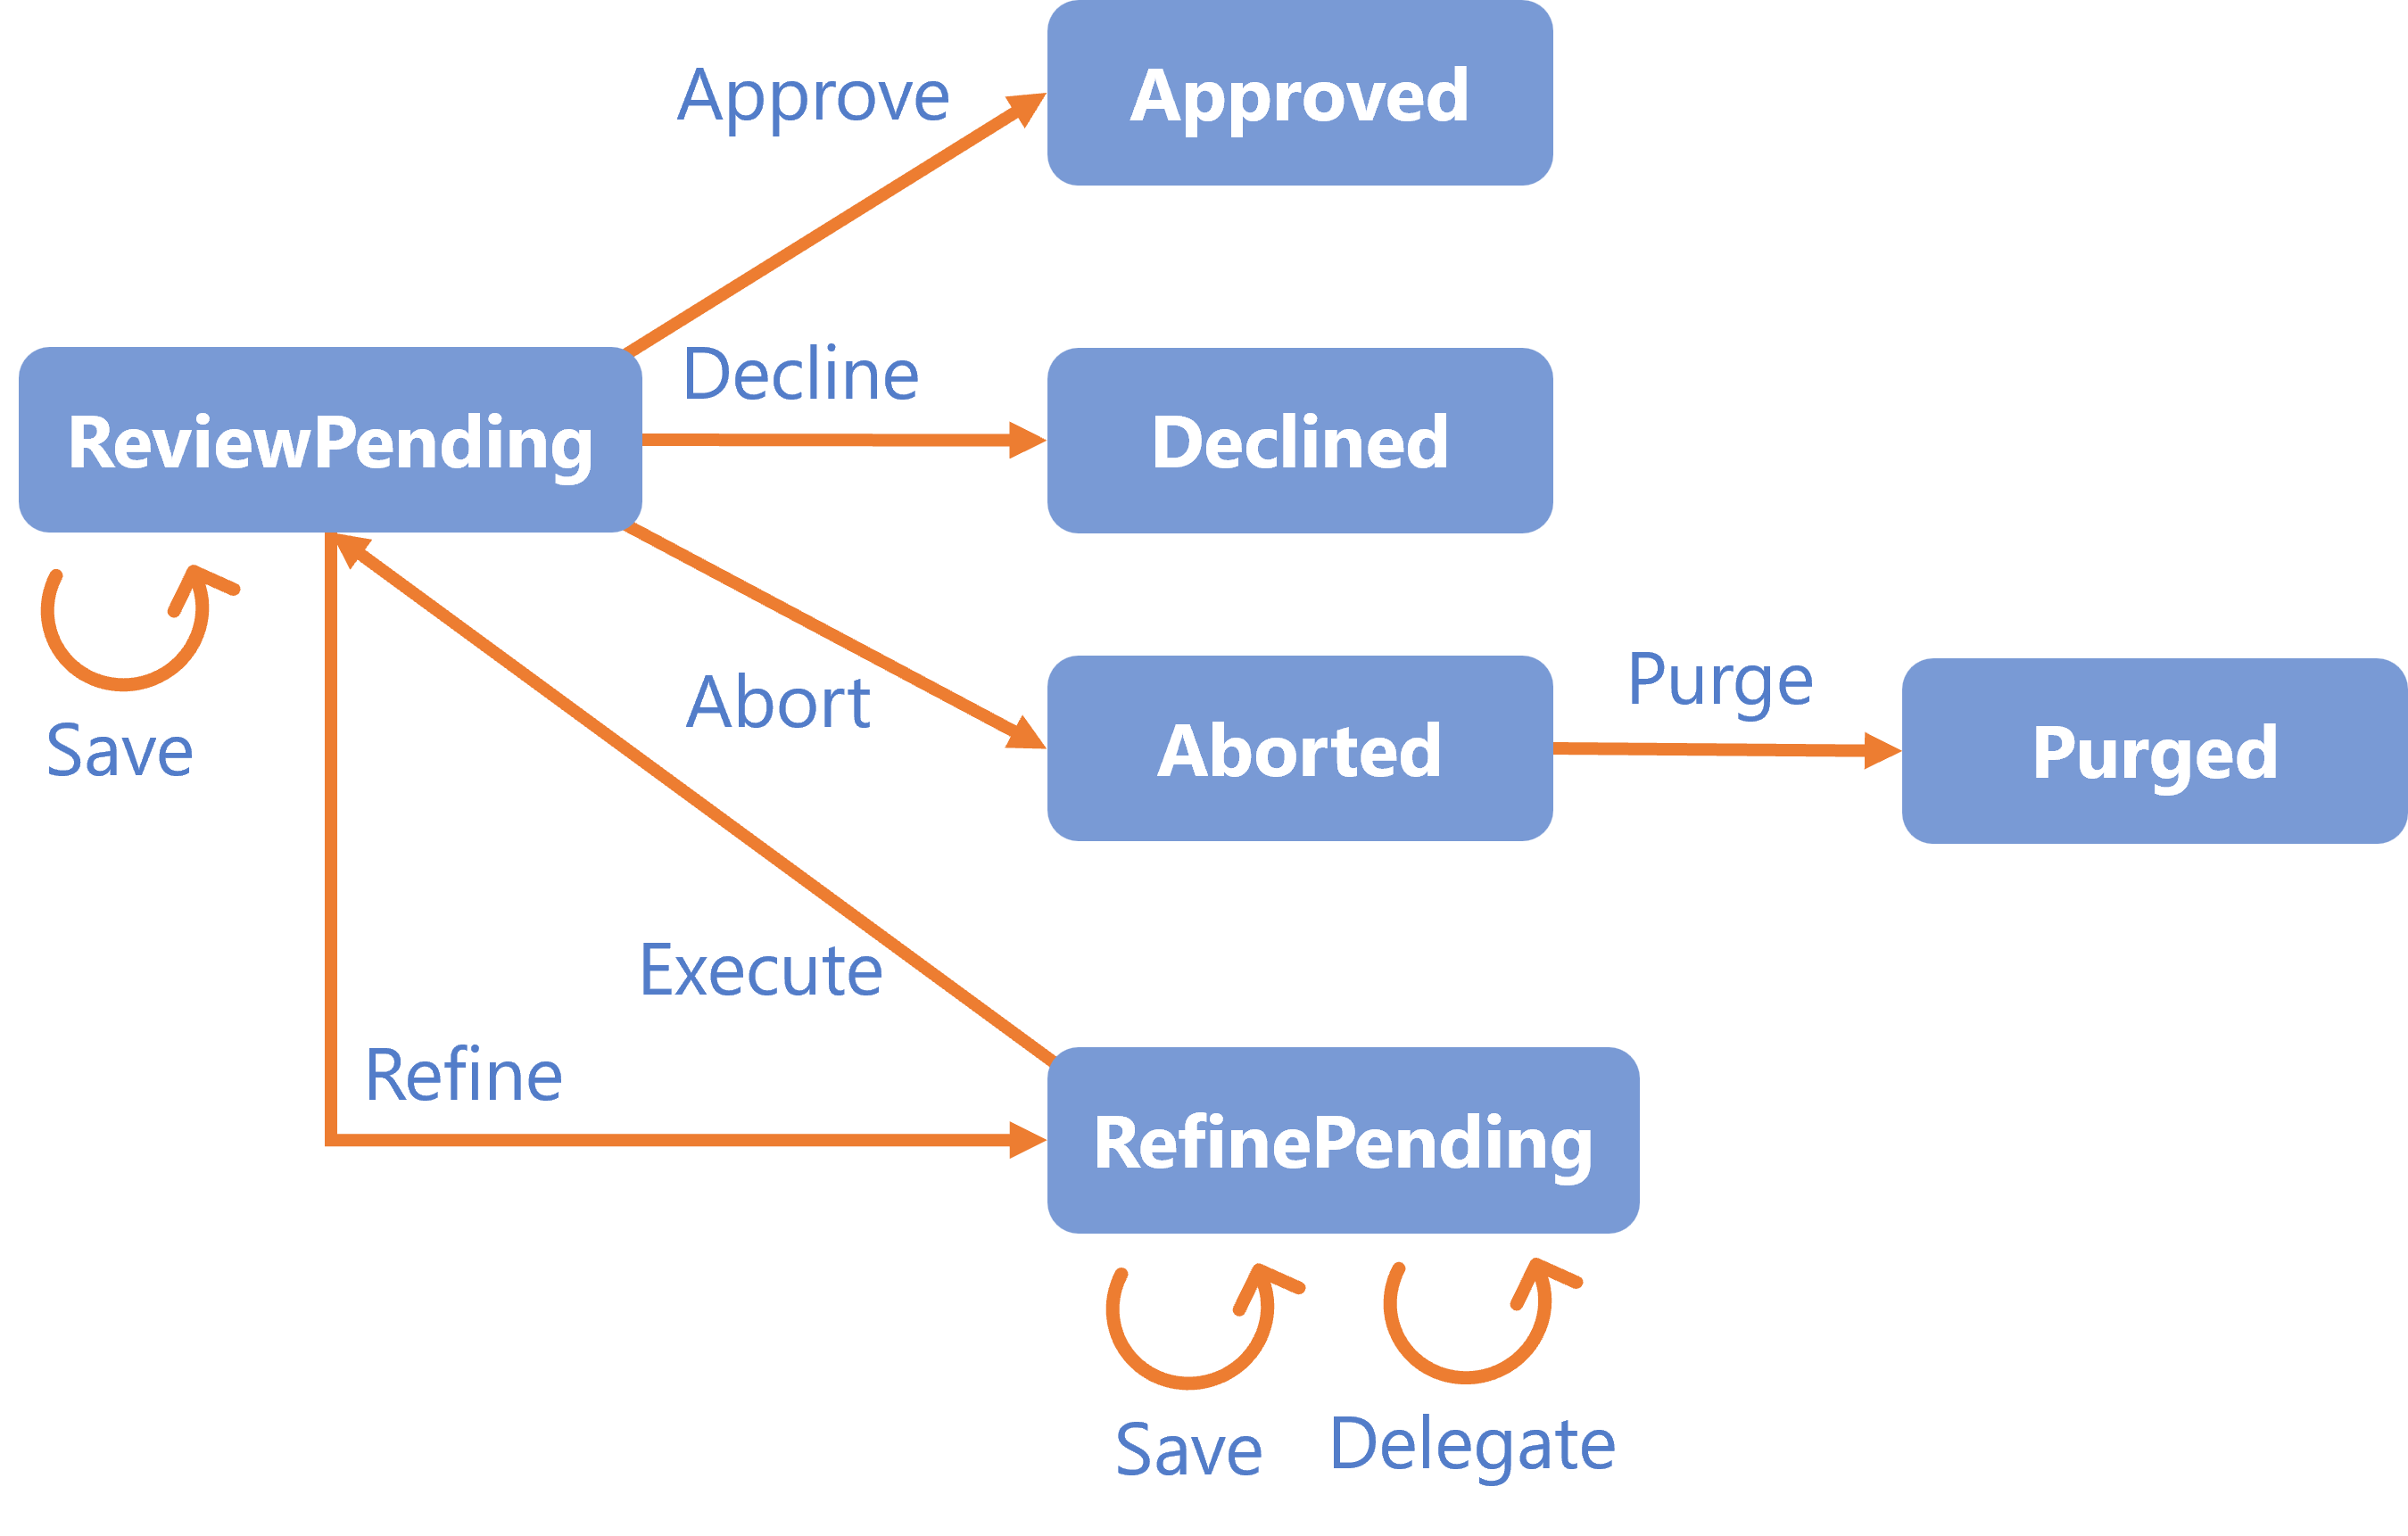 Approve
Approved
Decline
ReviewPending
Declined
Abort
Aborted
Purge
Purged
Save
Execute
Refine
RefinePending
Save
Delegate